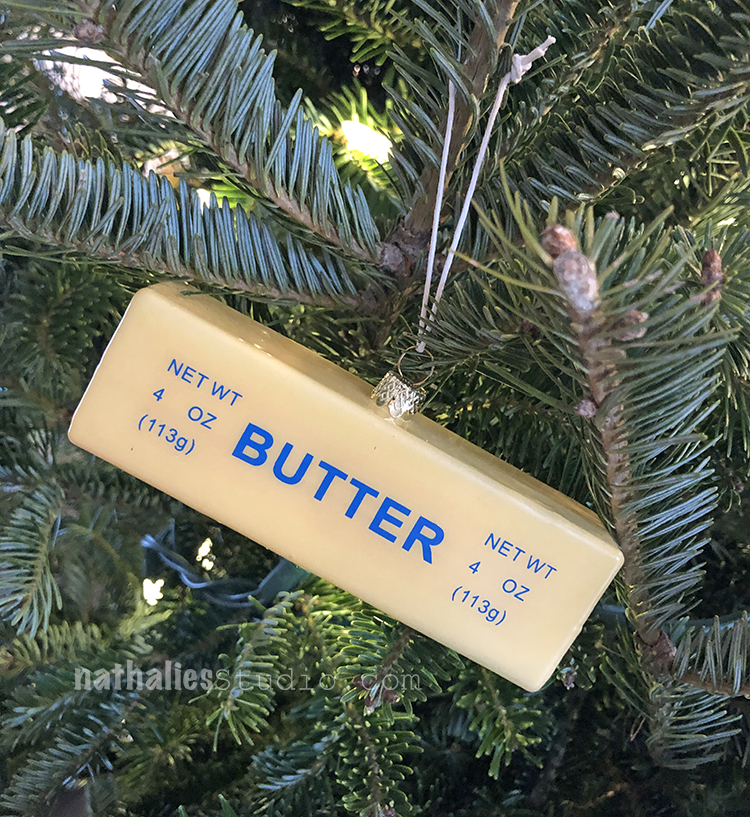 NET WT
4 OZ
(113g)
BUTTER
NET WT
4 OZ
(113g)
nathaliesstudio.com